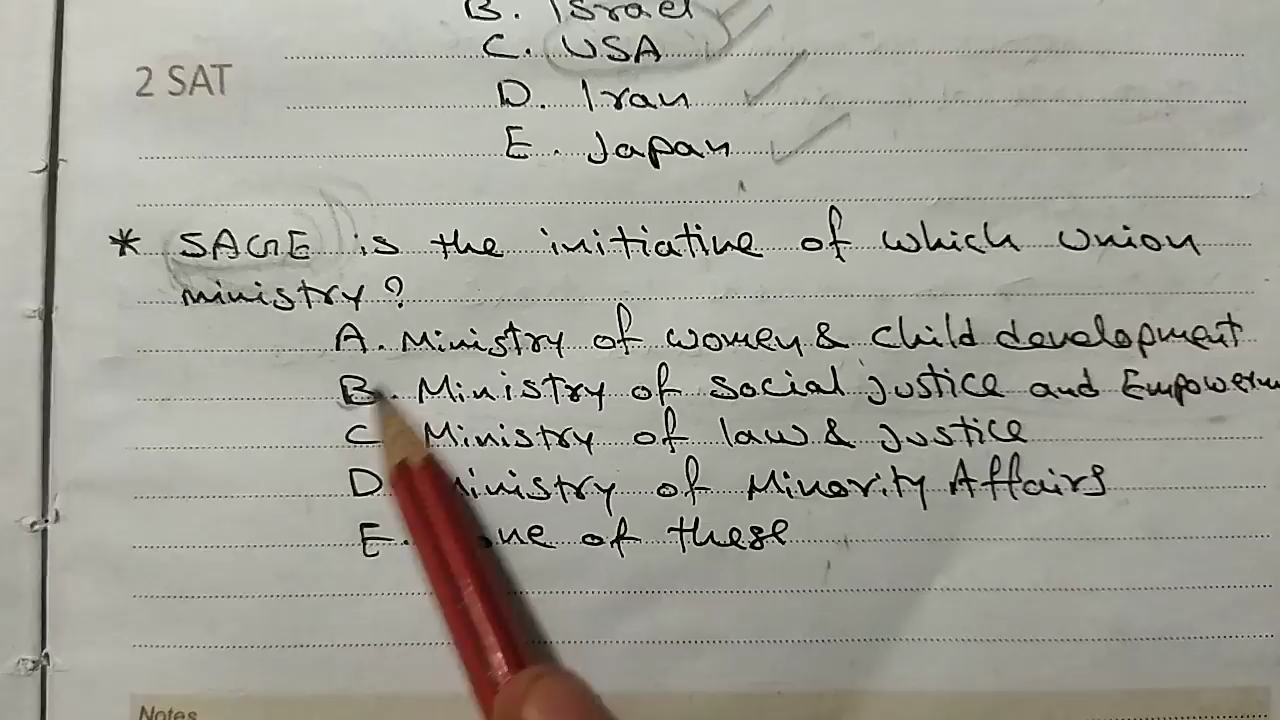 B. Israel
C. USA
2 SAT
D. Iran
E. Japan
* SAGE is the initiative of which Union
ministry?
A. Ministry of women & child development
B. Ministry of social justice and Empowerm
C Ministry of law & justice
D inistry of Minority Affairs
E. ne of these
Notes